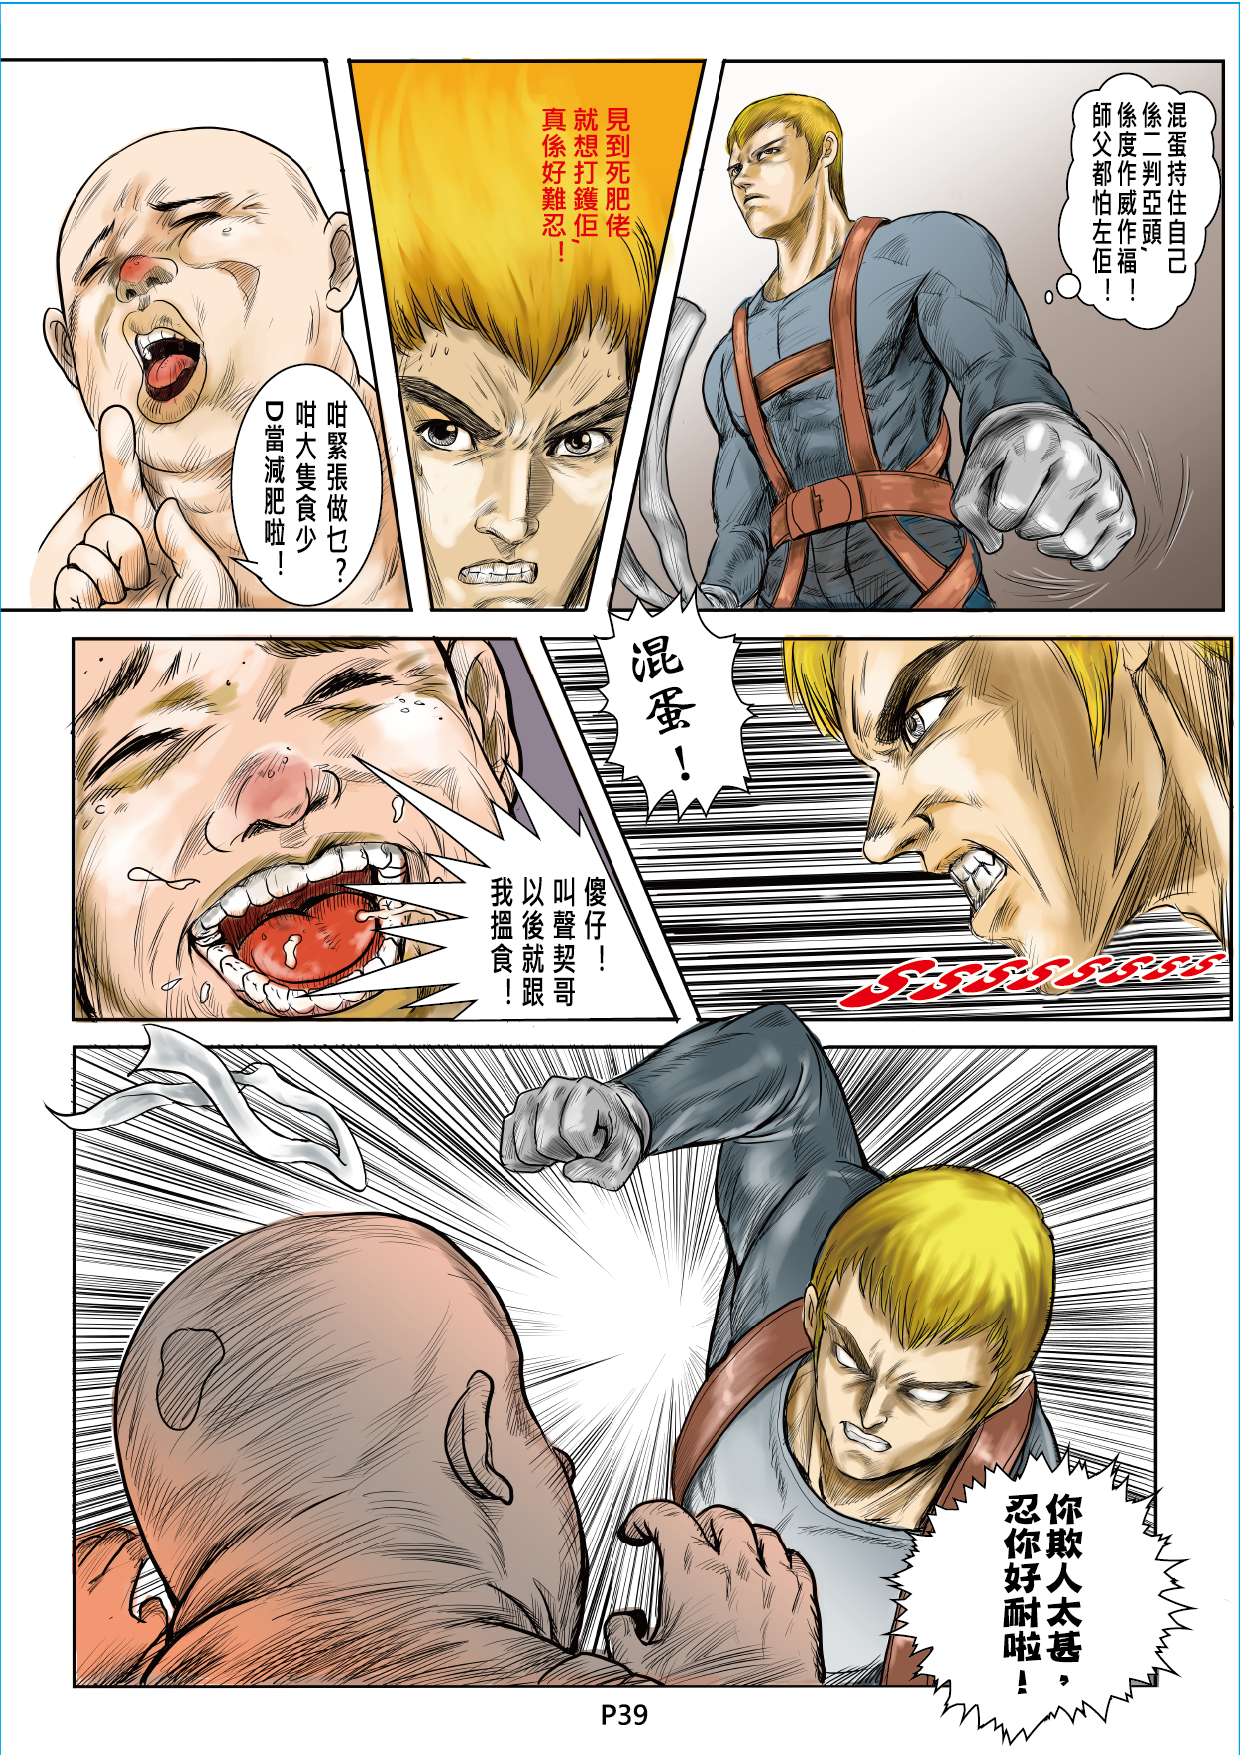 混蛋持住自己
係二判亞頭,
係度作威作福！
師父都怕左佢！
見到死肥佬
就想打鑊佢,
真係好難忍！
咁緊張做乜？
咁大隻食少
D當減肥啦！
混蛋！
SSSSSSSSS
傻仔！
叫聲契哥
以後就跟
我搵食！
你欺人太甚，
忍你好耐啦！
P39